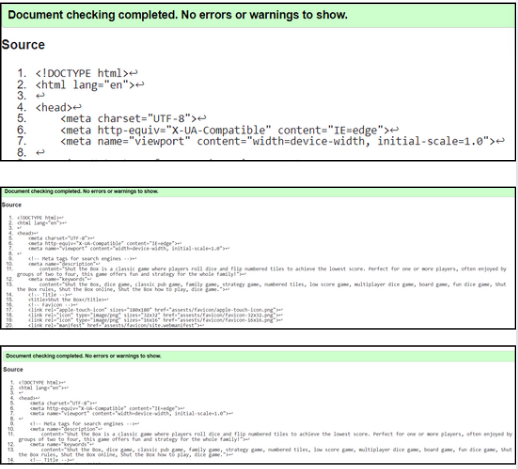 Document checking completed. No errors or warnings to show.
Source
1. <!DOCTYPE html>↩
2. <html lang="en">↩
3. ↩
4. <head>↩
5. <meta charset="UTF-8">↩
6. <meta http-equiv="X-UA-Compatible" content="IE=edge">↩
7. <meta name="viewport" content="width=device-width, initial-scale=1.0">↩
8. ↩
Document checking completed. No errors or warnings to show.
Source
1. <!DOCTYPE html>↩
2. <html lang="en">↩
3. ↩
4. <head>↩
5. <meta charset="UTF-8">↩
6. <meta http-equiv="X-UA-Compatible" content="IE=edge">↩
7. <meta name="viewport" content="width=device-width, initial-scale=1.0">↩
8. ↩
9. <!-- Meta tags for search engines -->↩
10. <meta name="description"↩
11. content="Shut the Box is a classic game where players roll dice and flip numbered tiles to achieve the lowest score. Perfect for one or more players, often enjoyed by
groups of two to four, this game offers fun and strategy for the whole family!">↩
12. <meta name="keywords"↩
13. content="Shut the Box, dice game, classic pub game, family game, strategy game, numbered tiles, low score game, multiplayer dice game, board game, fun dice game, Shut
the Box rules, Shut the Box online, Shut the Box how to play, dice game.">↩
14. <!-- Title -->↩
15. <title>Shut the Box</title>↩
16. <!-- Favicon -->↩
17. <link rel="apple-touch-icon" sizes="180x180" href="assests/favicon/apple-touch-icon.png">↩
18. <link rel="icon" type="image/png" sizes="32x32" href="assests/favicon/favicon-32x32.png">↩
19. <link rel="icon" type="image/png" sizes="16x16" href="assests/favicon/favicon-16x16.png">↩
20. <link rel="manifest" href="assests/favicon/site.webmanifest">↩
Document checking completed. No errors or warnings to show.
Source
1. <!DOCTYPE html>↩
2. <html lang="en">↩
3. ↩
4. <head>↩
5. <meta charset="UTF-8">↩
6. <meta http-equiv="X-UA-Compatible" content="IE=edge">↩
7. <meta name="viewport" content="width=device-width, initial-scale=1.0">↩
8. ↩
9. <!-- Meta tags for search engines -->↩
10. <meta name="description"↩
11. content="Shut the Box is a classic game where players roll dice and flip numbered tiles to achieve the lowest score. Perfect for one or more players, often enjoyed by
groups of two to four, this game offers fun and strategy for the whole family!">↩
12. <meta name="keywords"↩
13. content="Shut the Box, dice game, classic pub game, family game, strategy game, numbered tiles, low score game, multiplayer dice game, board game, fun dice game, Shut
the Box rules, Shut the Box online, Shut the Box how to play, dice game.">↩
14. <!-- Title -->↩